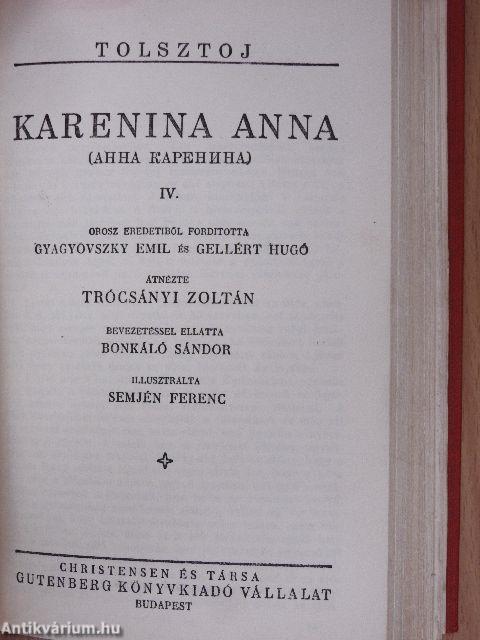 TOLSZTOJ
KARENINA ANNA
(АННА КАРЕНИНА)
IV.
OROSZ EREDETIBŐL FORDITOTTA
GYAGYOVSZKY EMIL ÉS GELLÉRT HUGÓ
ÁTNÉZTE
TRÓCSÁNYI ZOLTÁN
BEVEZETÉSSEL ELLÁTTA
BONKÁLÓ SÁNDOR
ILLUSZTRÁLTA
SEMJÉN FERENC
CHRISTENSEN ÉS TÁRSA
GUTENBERG KÖNYVKIADÓ VÁLLALAT
BUDAPEST
Antikvárium.hu